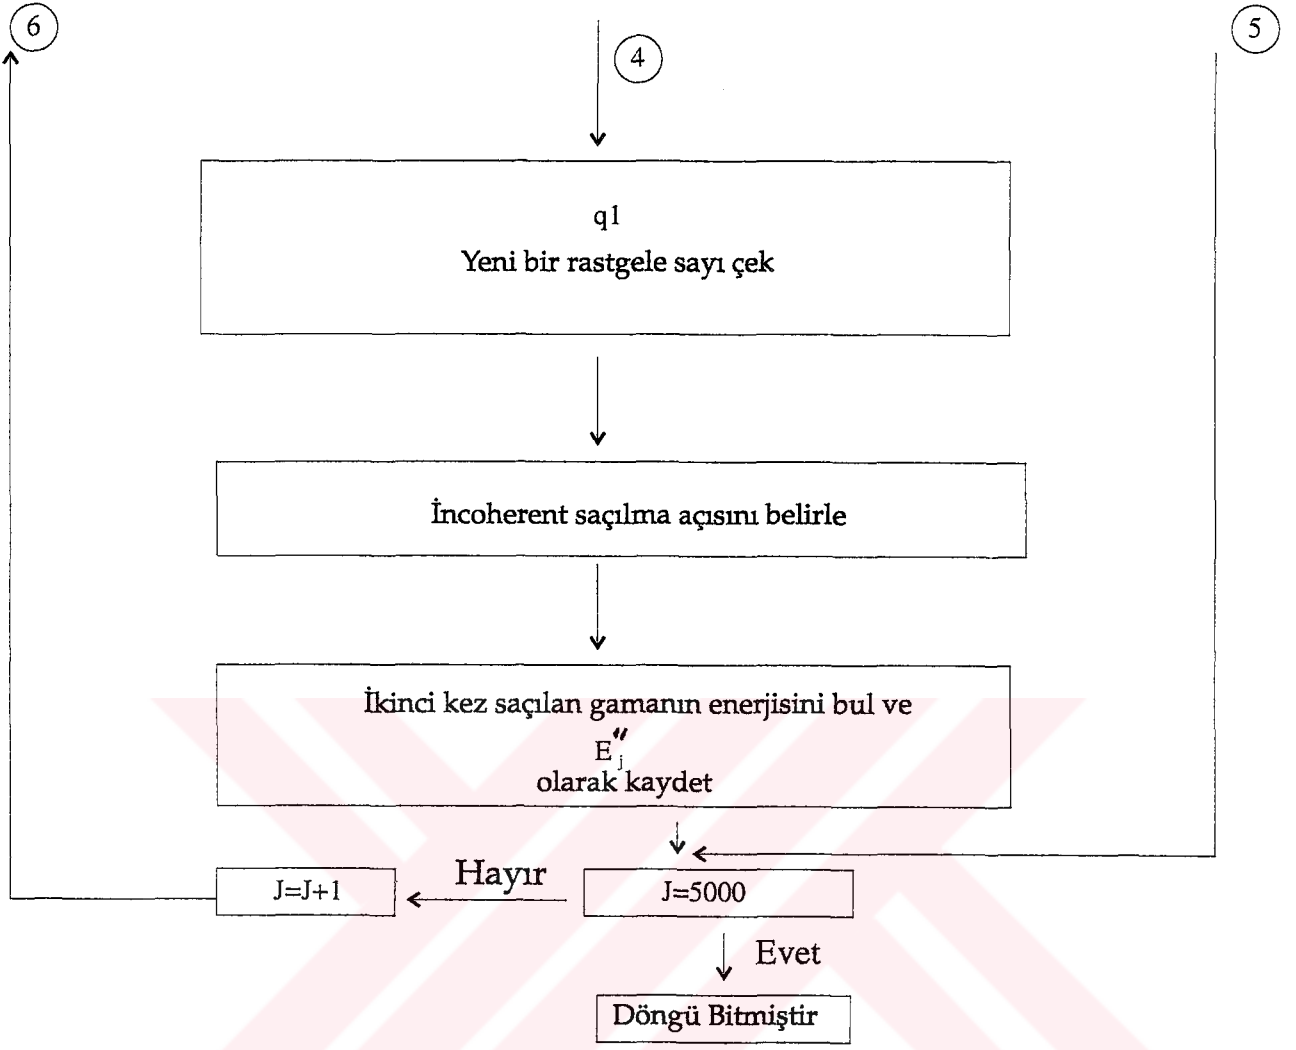 6
4
5
q1
Yeni bir rastgele sayı çek
İncoherent saçılma açısını belirle
İkinci kez saçılan gamanın enerjisini bul ve
E″j
olarak kaydet
J=J+1
Hayır
J=5000
Evet
Döngü Bitmiştir